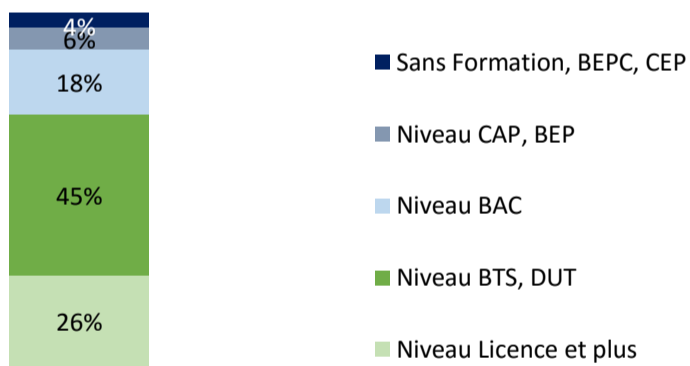 4%
6%
18%
45%
26%
Sans Formation, BEPC, CEP
Niveau CAP, BEP
Niveau BAC
Niveau BTS, DUT
Niveau Licence et plus